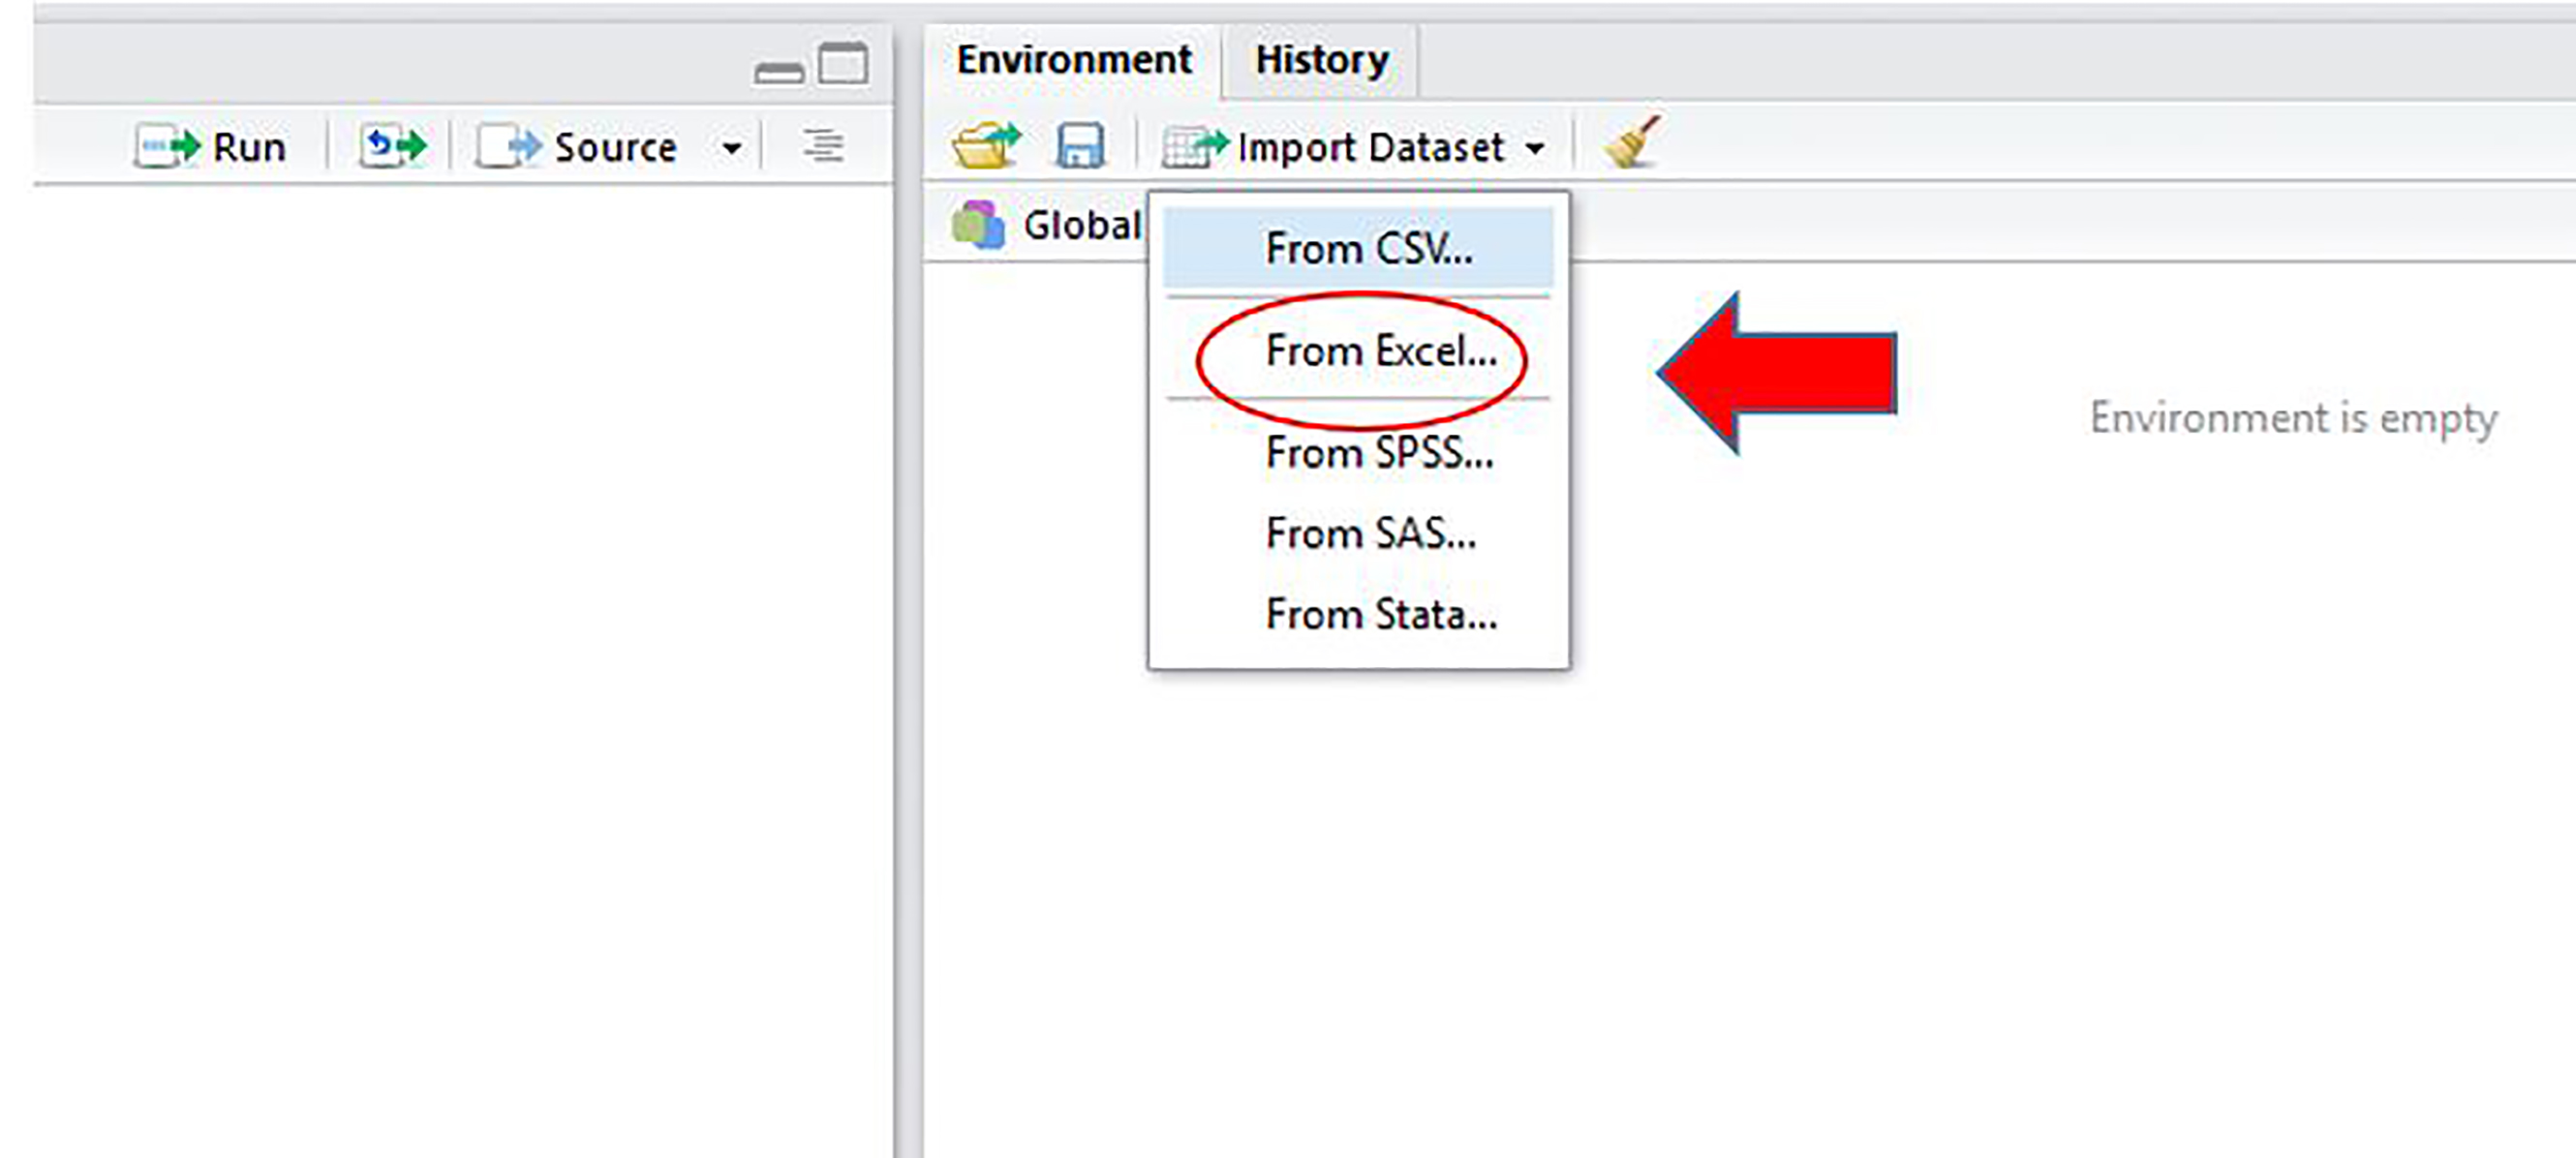 Environment History
Run Source Import Dataset
Global
From CSV...
From Excel...
Environment is empty
From SPSS...
From SAS...
From Stata...